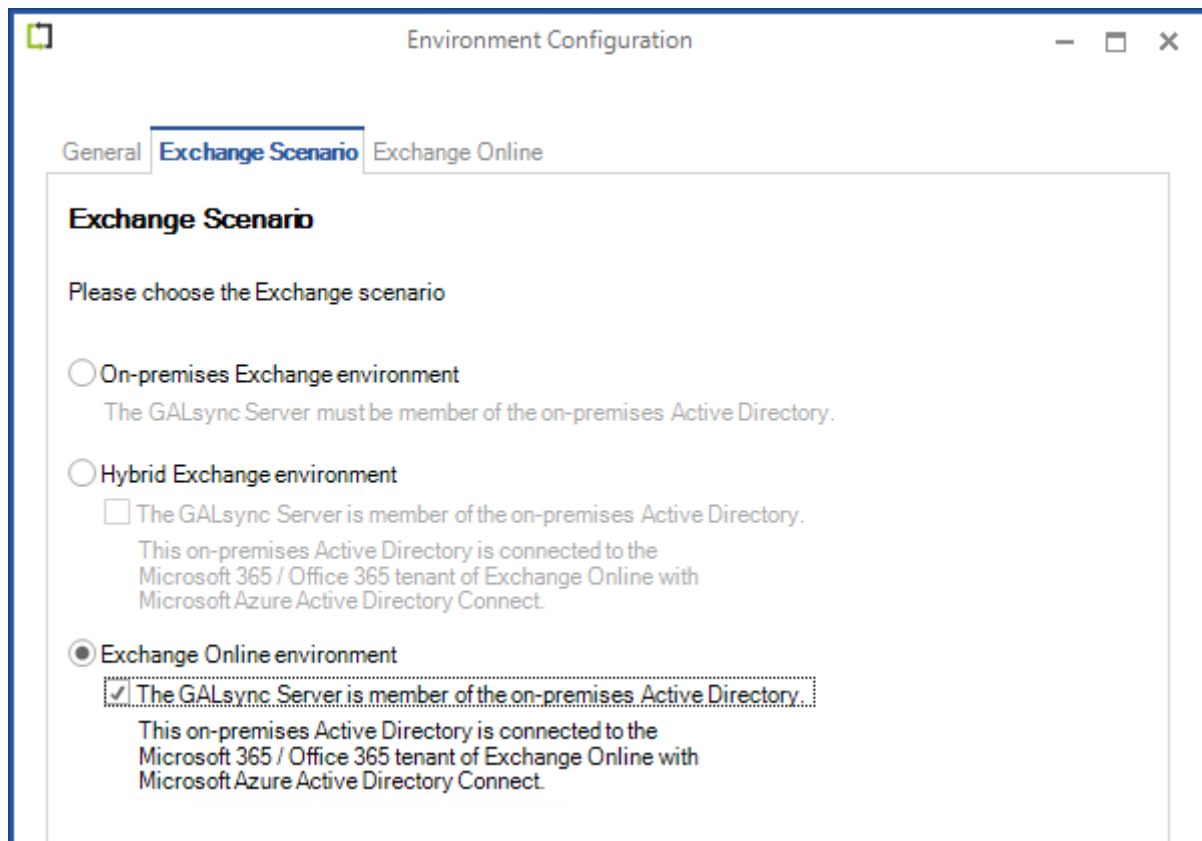 Environment Configuration
General Exchange Scenario Exchange Online
Exchange Scenario
Please choose the Exchange scenario
On-premises Exchange environment
The GALsync Server must be member of the on-premises Active Directory.
Hybrid Exchange environment
The GALsync Server is member of the on-premises Active Directory.
This on-premises Active Directory is connected to the
Microsoft 365 / Office 365 tenant of Exchange Online with
Microsoft Azure Active Directory Connect.
Exchange Online environment
The GALsync Server is member of the on-premises Active Directory.
This on-premises Active Directory is connected to the
Microsoft 365 / Office 365 tenant of Exchange Online with
Microsoft Azure Active Directory Connect.